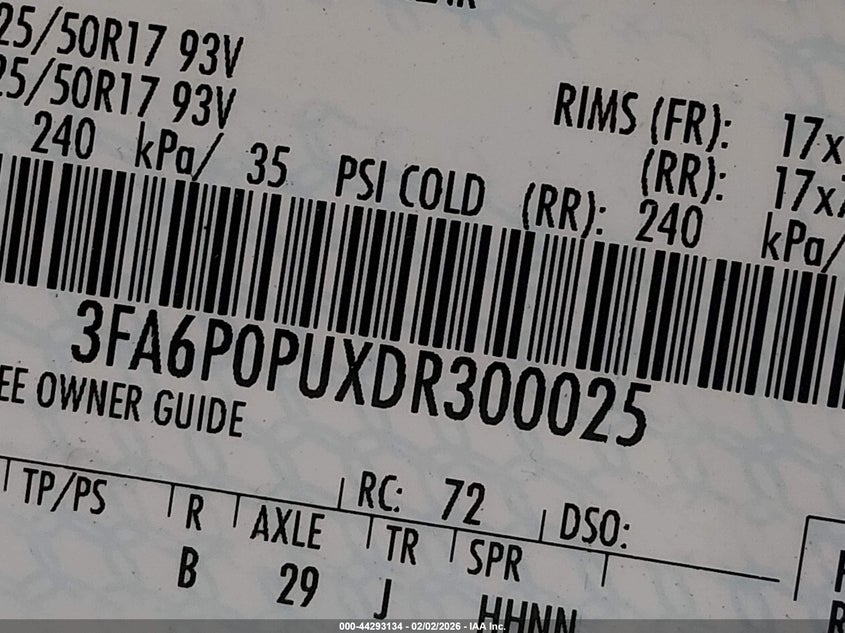 25/50R17 93V
25/50R17 93V
RIMS (FR): 17x
(RR): 17x
240 kPa/ 35 PSI COLD (RR): 240 kPa/
3FA6P0PUXDR300025
EE OWNER GUIDE
RC: 72 DSO:
TP/PS R AXLE TR SPR
B 29 J HHNN
000-44293134 - 02/02/2026 - IAA Inc.